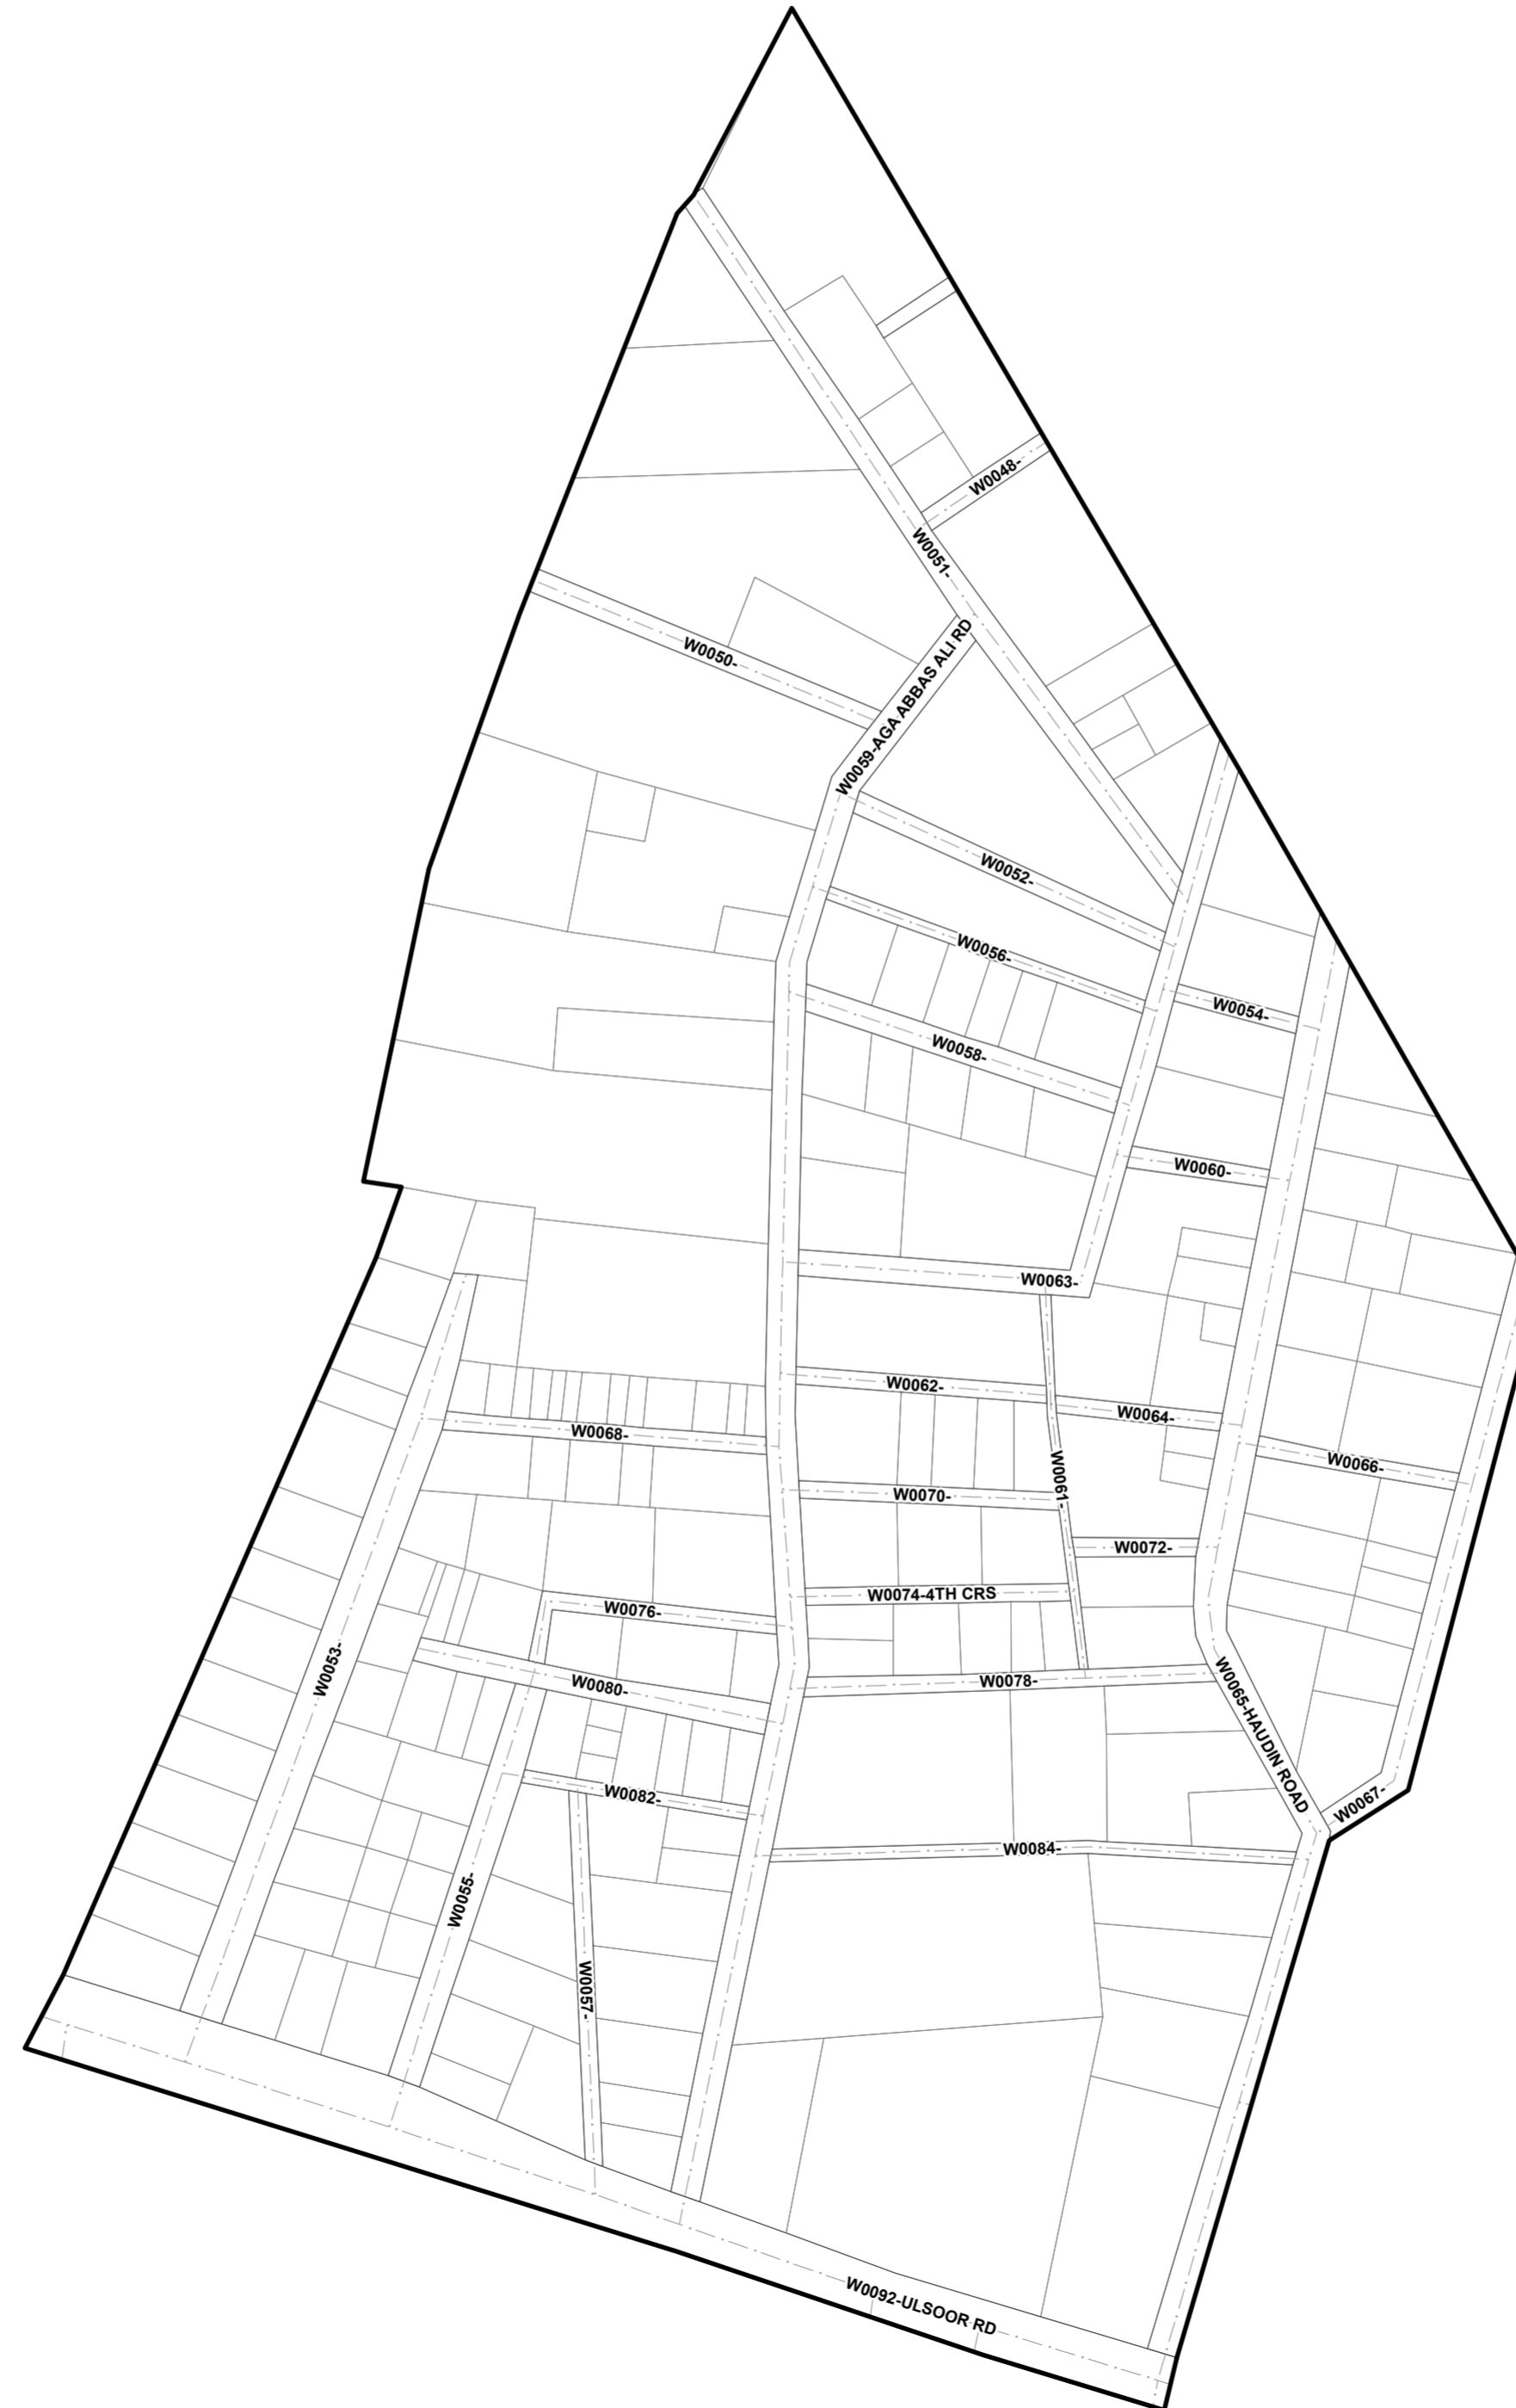 W0048-
W0051-
W0050-
W0059-AGA ABBAS ALI RD
W0052-
W0056-
W0054-
W0058-
W0060-
W0063-
W0062-
W0064-
W0068-
W0066-
W0061-
W0070-
W0072-
W0074-4TH CRS
W0076-
W0053-
W0080-
W0078-
W0065-HAUDIN ROAD
W0082-
W0067-
W0084-
W0055-
W0057-
W0092-ULSOOR RD